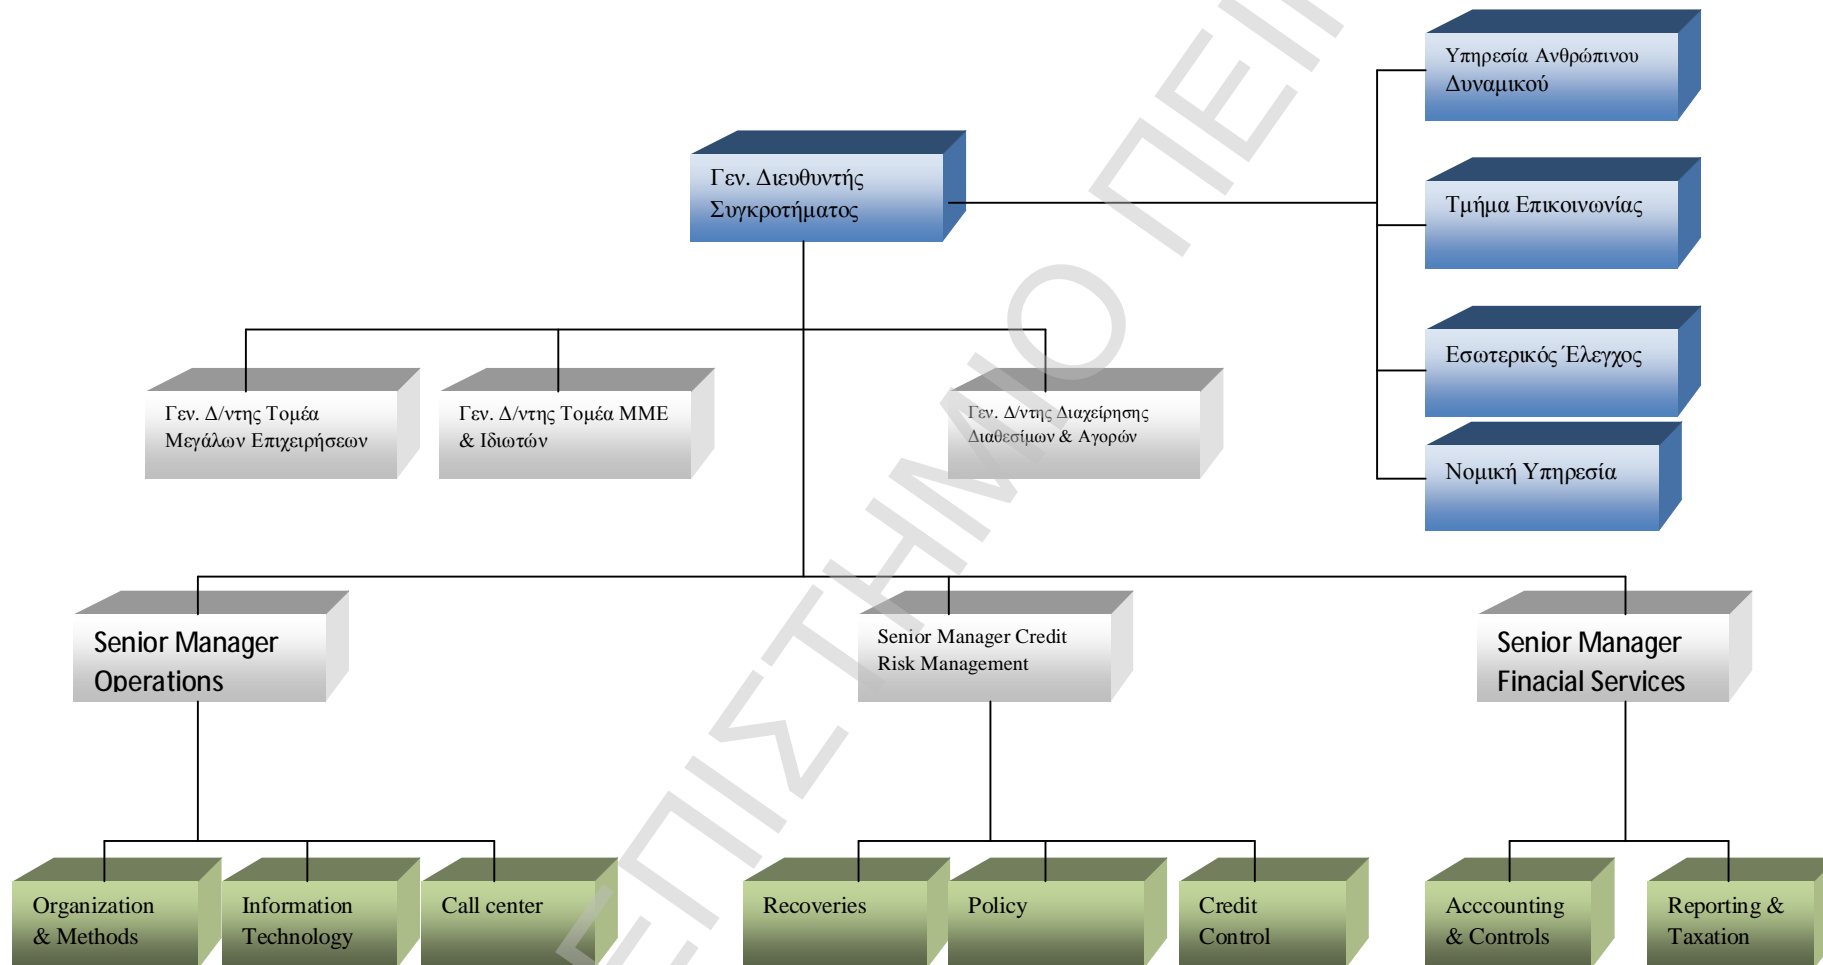 Υπηρεσία Ανθρώπινου
Δυναμικού
Γεν. Διευθυντής
Συγκροτήματος
Τμήμα Επικοινωνίας
Εσωτερικός Έλεγχος
Νομική Υπηρεσία
Γεν. Δ/ντης Τομέα
Μεγάλων Επιχειρήσεων
Γεν. Δ/ντης Τομέα ΜΜΕ
& Ιδιωτών
Γεν. Δ/ντης Διαχείρησης
Διαθεσίμων & Αγορών
Senior Manager
Operations
Senior Manager Credit
Risk Management
Senior Manager
Finacial Services
Organization
& Methods
Information
Technology
Call center
Recoveries
Policy
Credit
Control
Acccounting
& Controls
Reporting &
Taxation